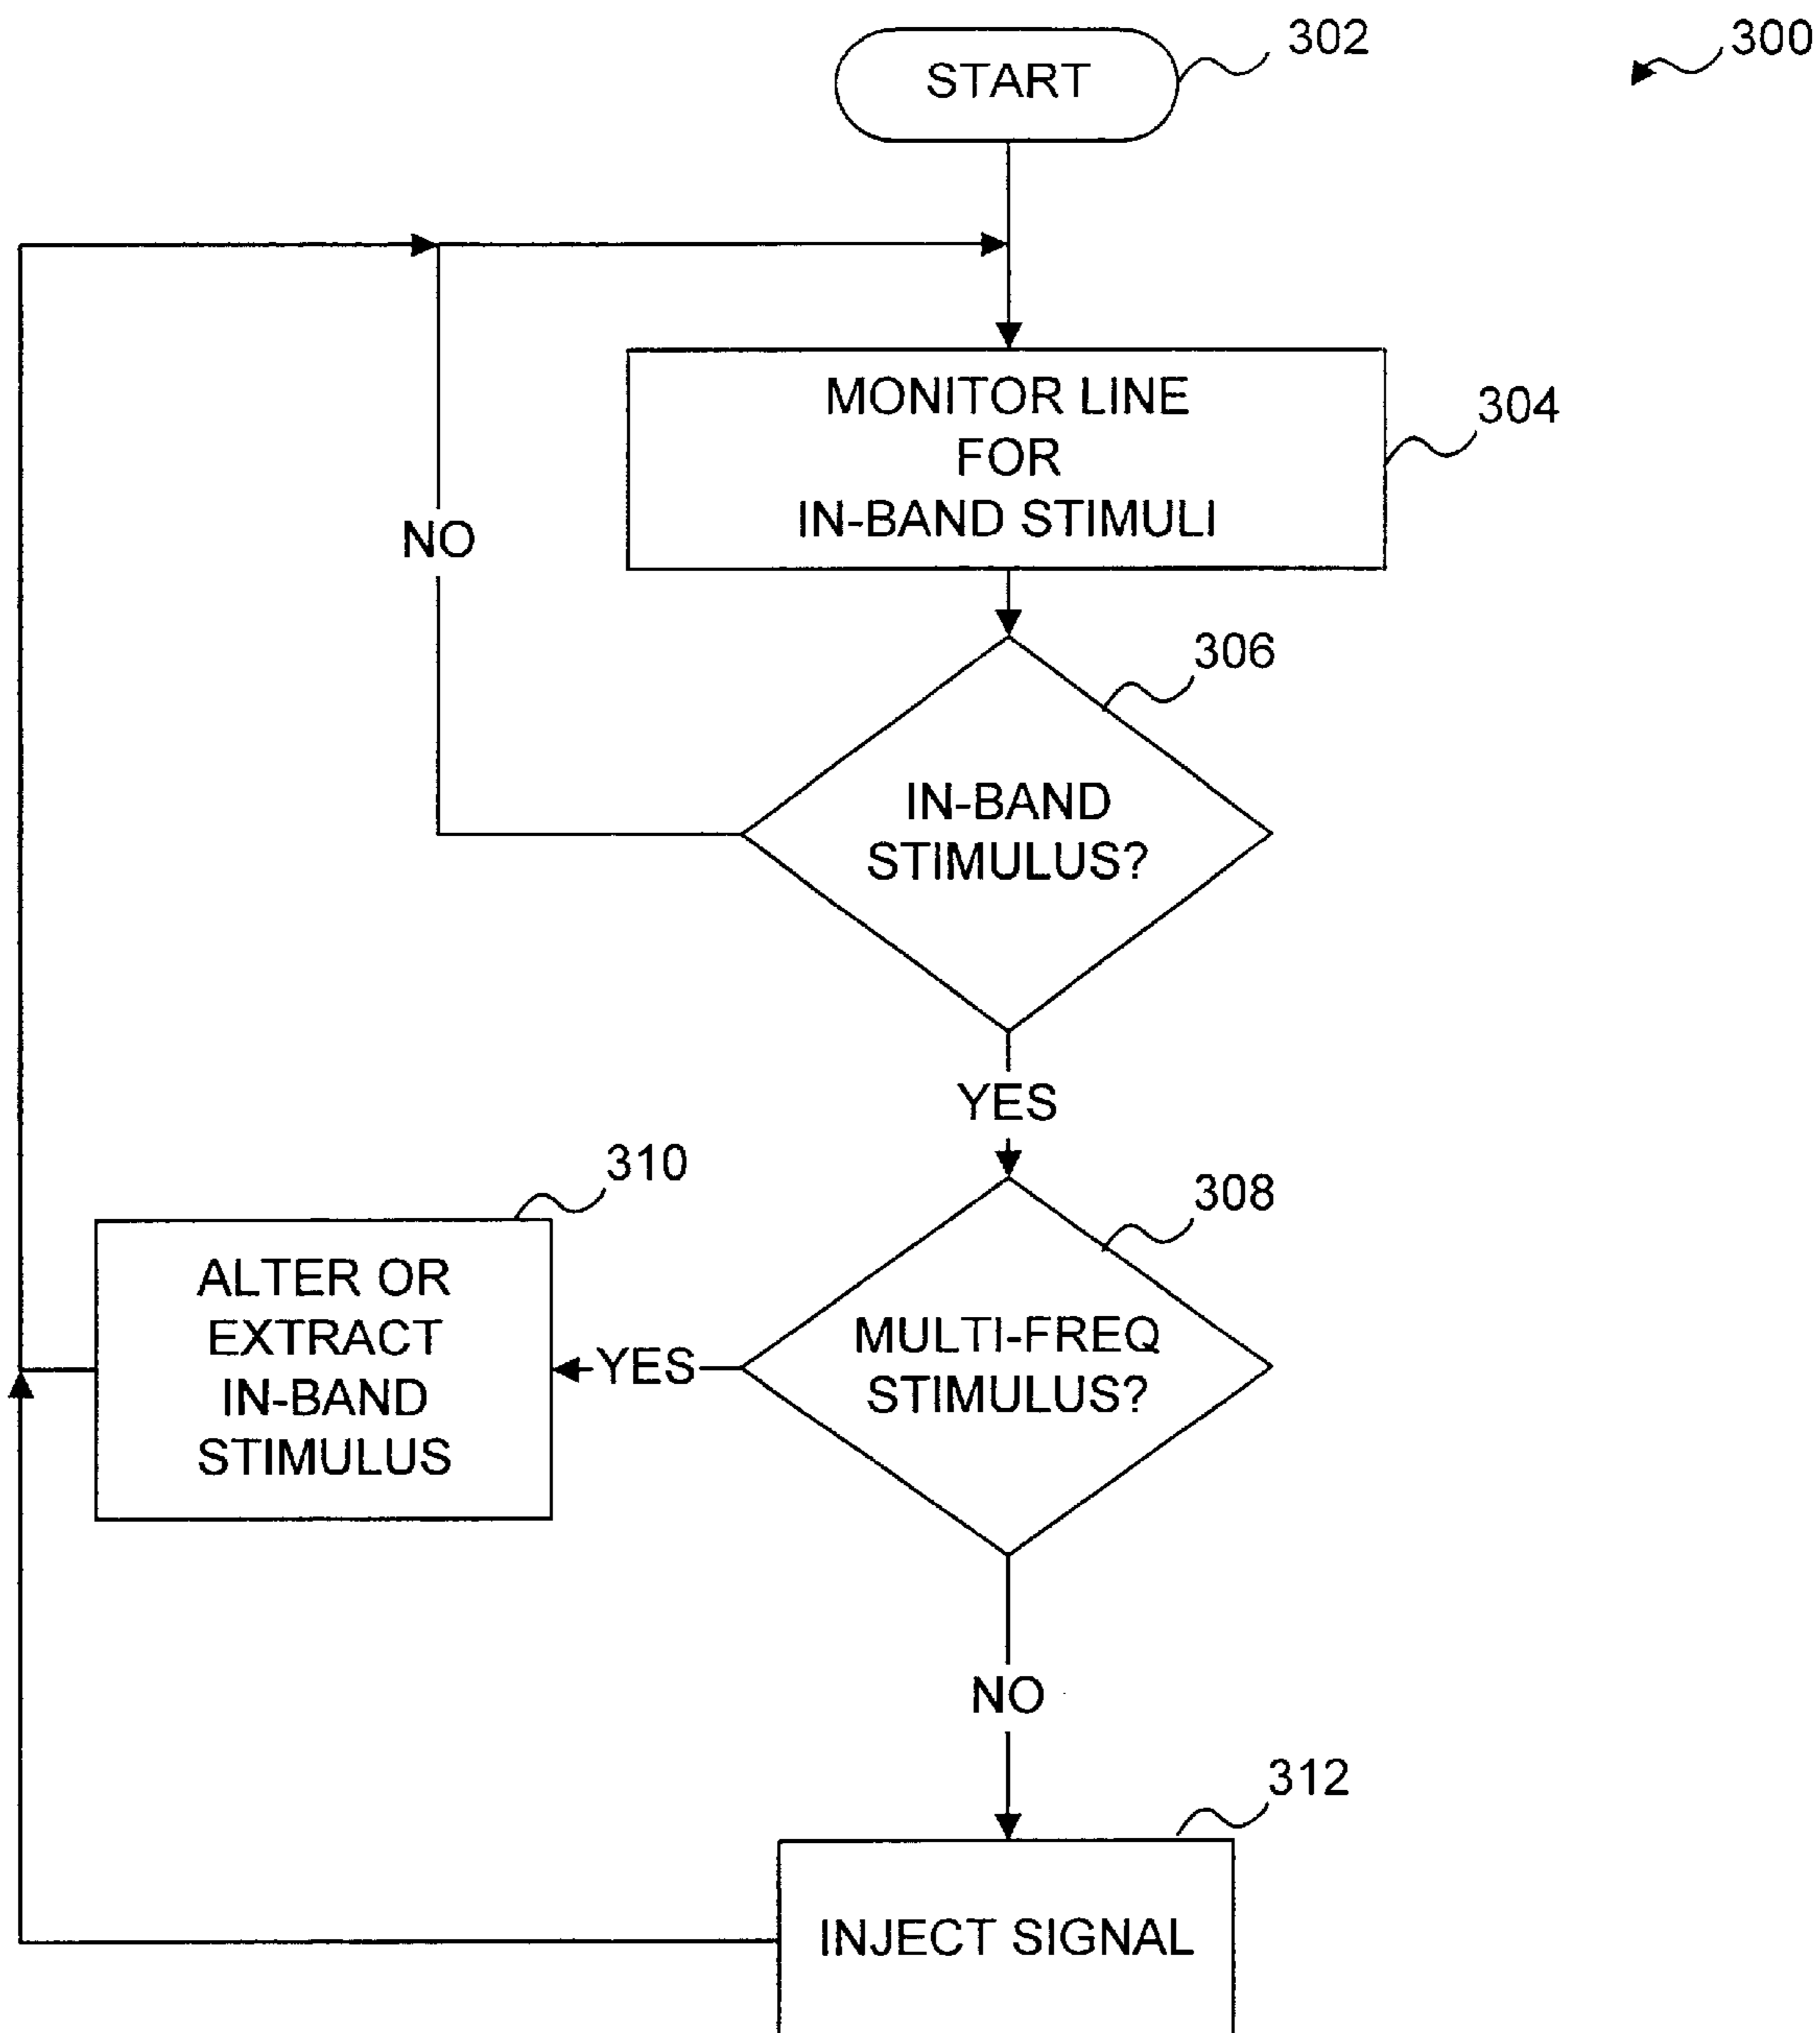 302
300
START
MONITOR LINE
FOR
IN-BAND STIMULI
304
NO
306
IN-BAND
STIMULUS?
YES
310
308
ALTER OR
EXTRACT
IN-BAND
STIMULUS
YES
MULTI-FREQ
STIMULUS?
NO
312
INJECT SIGNAL